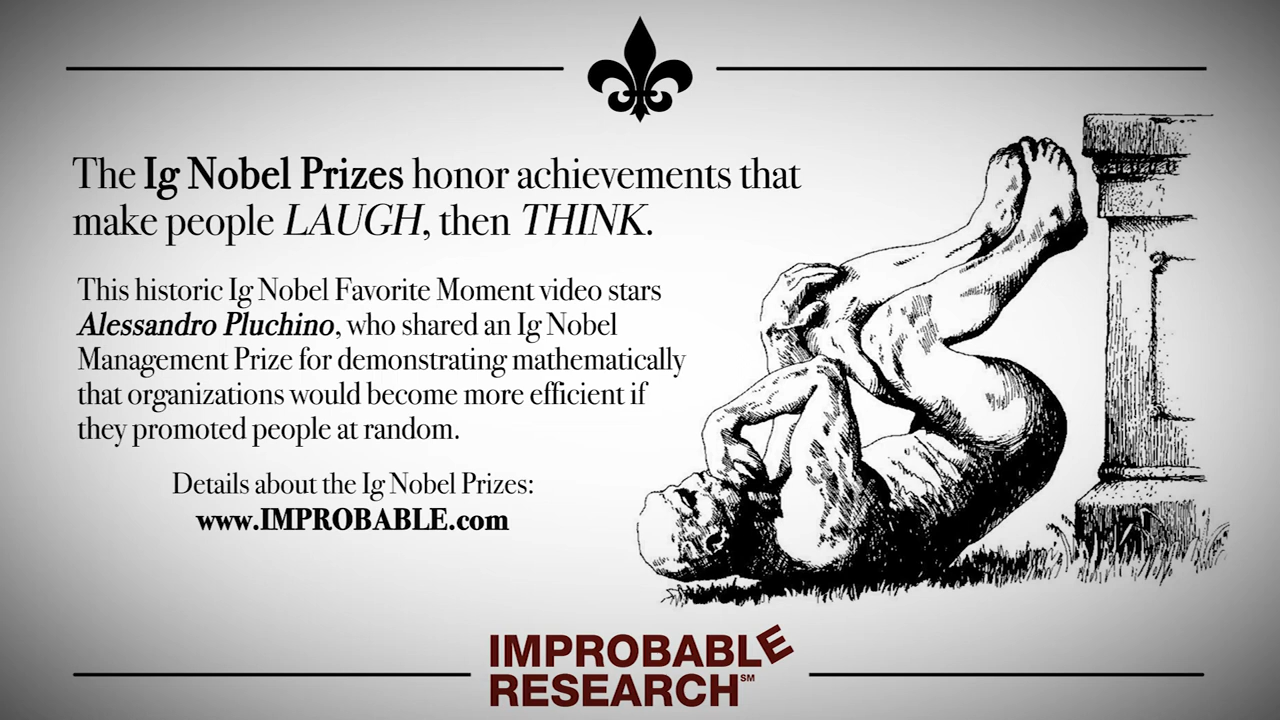 The Ig Nobel Prizes honor achievements that
make people LAUGH, then THINK.
This historic Ig Nobel Favorite Moment video stars
Alessandro Pluchino, who shared an Ig Nobel
Management Prize for demonstrating mathematically
that organizations would become more efficient if
they promoted people at random.
Details about the Ig Nobel Prizes:
www.IMPROBABLE.com
IMPROBABLE
RESEARCH℠